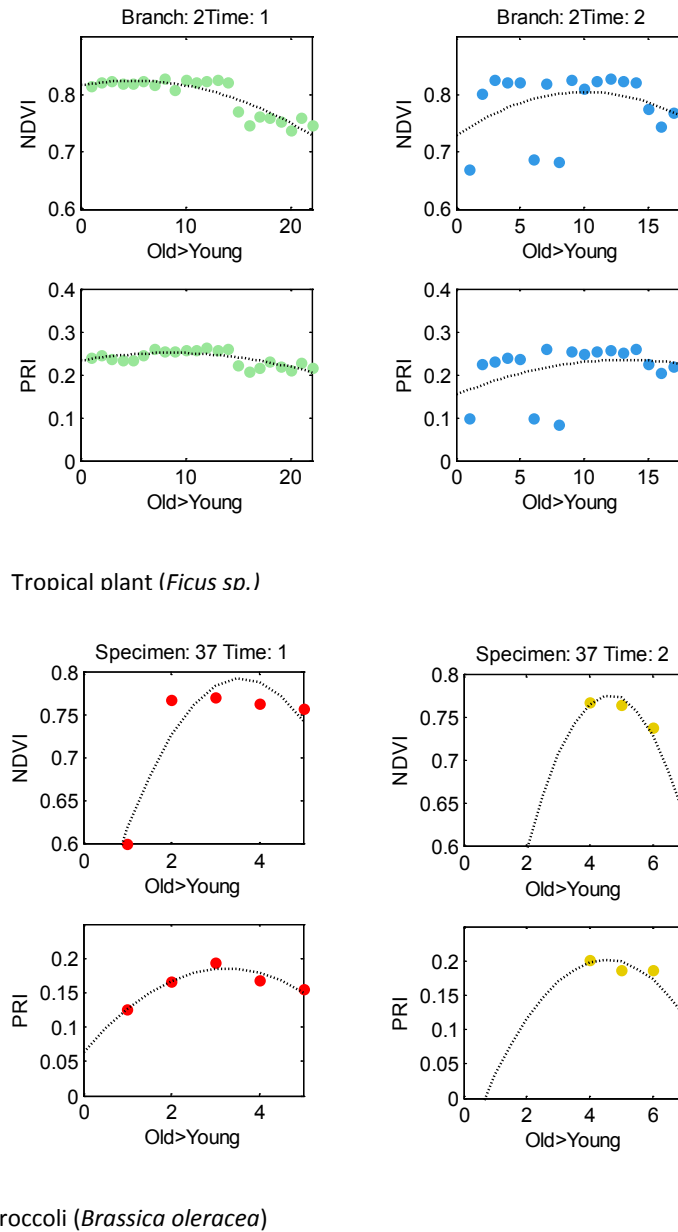 Branch: 2Time: 1
Branch: 2Time: 2
NDVI
0.8
0.7
0.6
0
10
20
Old>Young
NDVI
0.8
0.7
0.6
0
5
10
15
Old>Young
PRI
0.4
0.3
0.2
0.1
0
0
10
20
Old>Young
PRI
0.4
0.3
0.2
0.1
0
0
5
10
15
Old>Young
Tropical plant (Ficus sp.)
Specimen: 37 Time: 1
Specimen: 37 Time: 2
NDVI
0.8
0.75
0.7
0.65
0.6
0
2
4
Old>Young
NDVI
0.8
0.75
0.7
0.65
0.6
0
2
4
6
Old>Young
PRI
0.2
0.15
0.1
0.05
0
0
2
4
Old>Young
PRI
0.2
0.15
0.1
0.05
0
0
2
4
6
Old>Young
roccoli (Brassica oleracea)